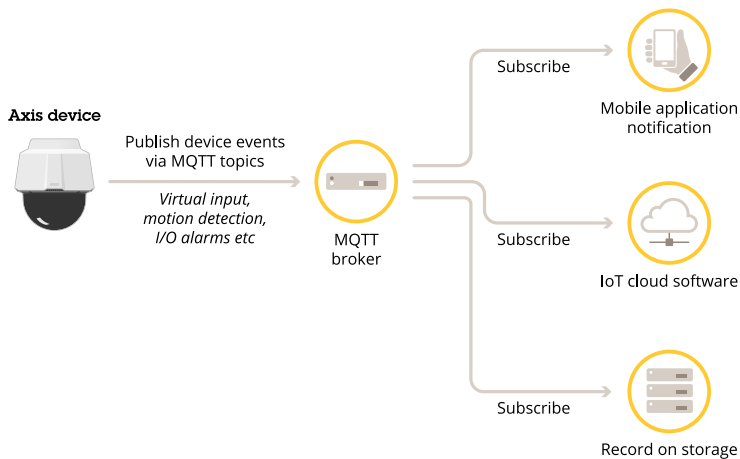 Axis device
Publish device events
via MQTT topics
Virtual input,
motion detection,
I/O alarms etc
MQTT
broker
Subscribe
Mobile application
notification
Subscribe
IoT cloud software
Subscribe
Record on storage